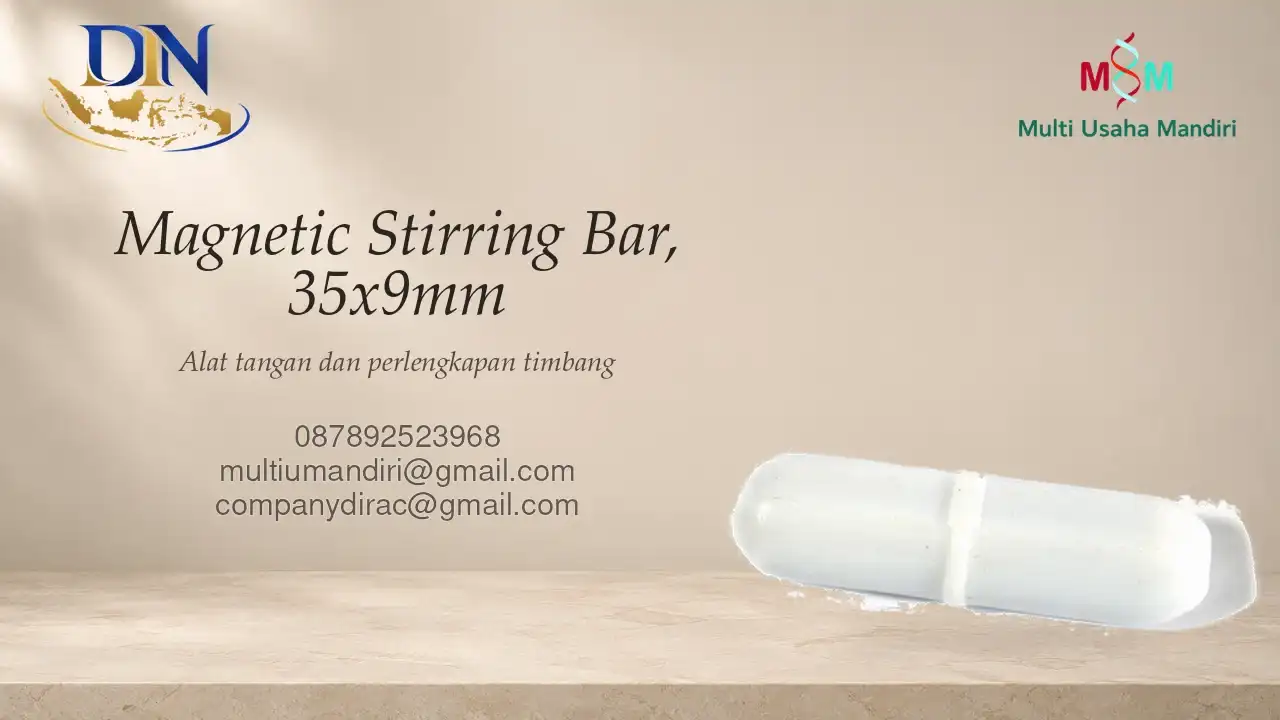 DN
M M
Multi Usaha Mandiri
Magnetic Stirring Bar,
35x9mm
Alat tangan dan perlengkapan timbang
087892523968
multiumandiri@gmail.com
companydirac@gmail.com